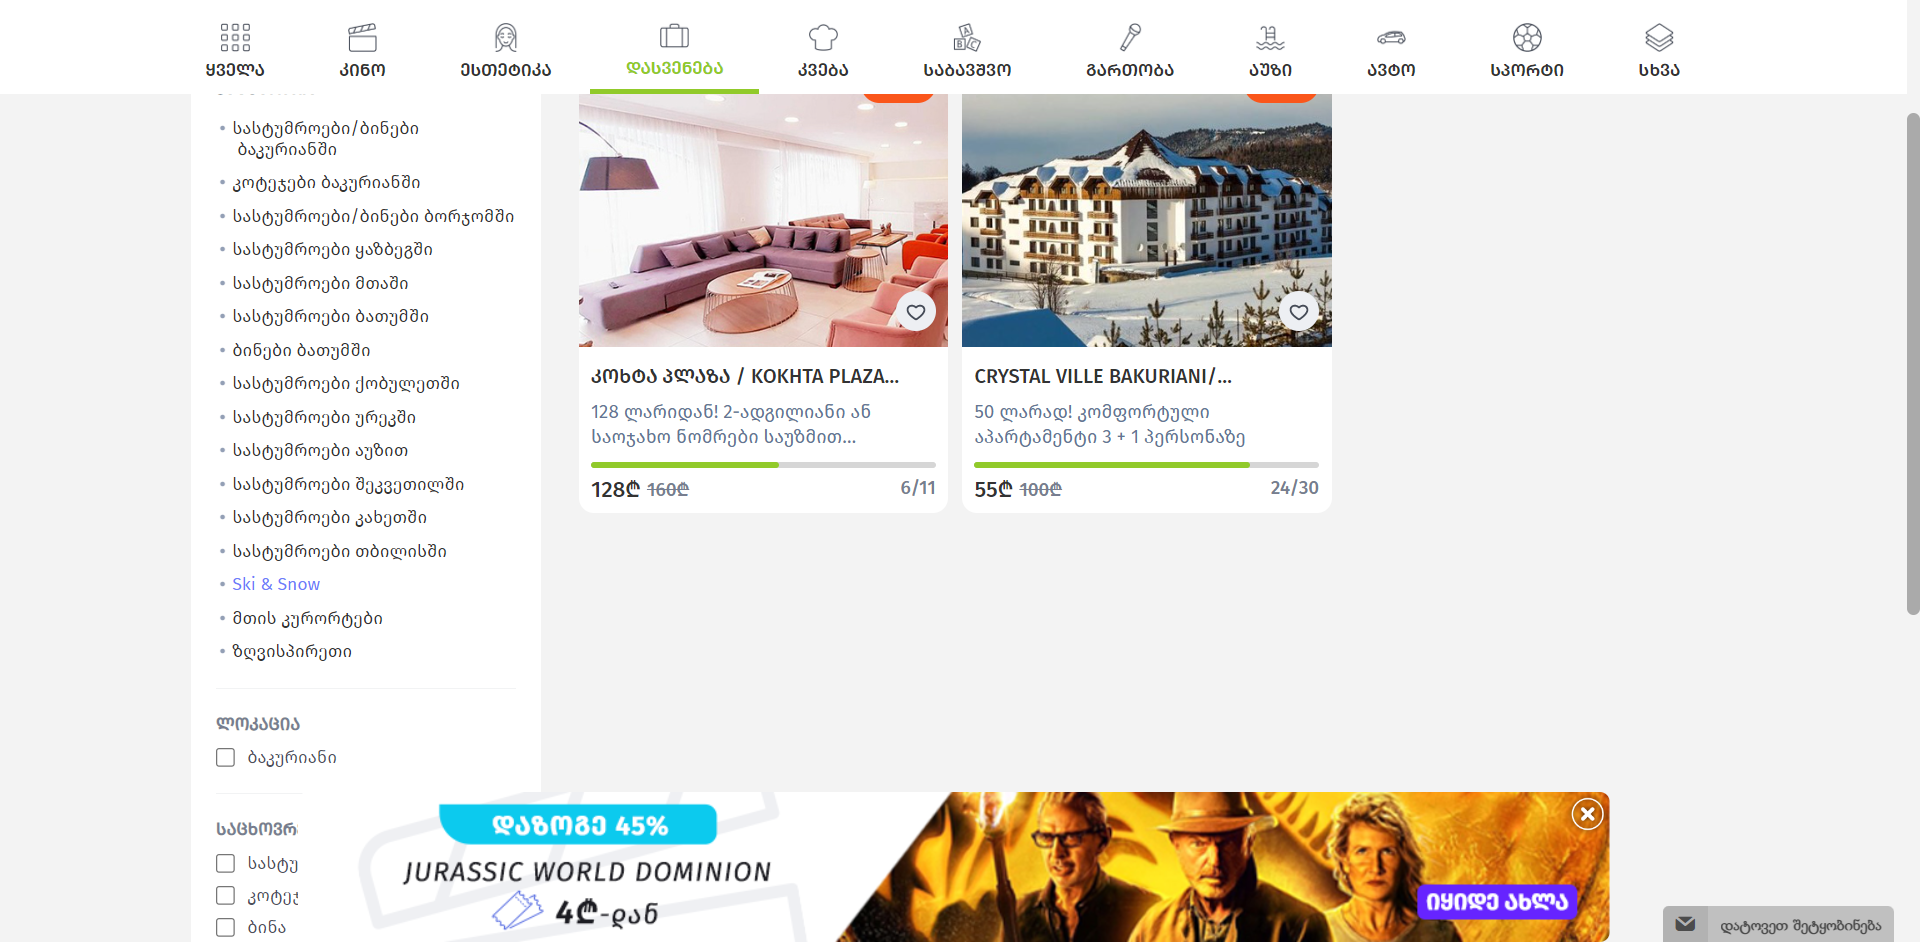 ყველა
კინო
ესთეტიკა
დასვენება
კვება
საბავშვო
გართობა
აუზი
ავტო
სპორტი
სხვა
სასტუმროები/ბინები
ბაკურიანში
კოტეჯები ბაკურიანში
სასტუმროები/ბინები ბორჯომში
სასტუმროები ყაზბეგში
სასტუმროები მთაში
სასტუმროები ბათუმში
ბინები ბათუმში
სასტუმროები ქობულეთში
სასტუმროები ურეკში
სასტუმროები აუზით
სასტუმროები შეკვეთილში
სასტუმროები კახეთში
სასტუმროები თბილისში
Ski & Snow
მთის კურორტები
ზღვისპირეთი
ლოკაცია
ბაკურიანი
საცხოვრ
სასტუ
კოტეჯ
ბინა
კოხტა პლაზა / KOKHTA PLAZA...
128 ლარიდან! 2-ადგილიანი ან
საოჯახო ნომრები საუზმით...
128₾ 160₾ 6/11
CRYSTAL VILLE BAKURIANI/...
50 ლარად! კომფორტული
აპარტამენტი 3 + 1 პერსონაზე
55₾ 100₾ 24/30
დაზოგე 45%
JURASSIC WORLD DOMINION
4₾-დან
იყიდე ახლა
დატოვეთ შეტყობინება